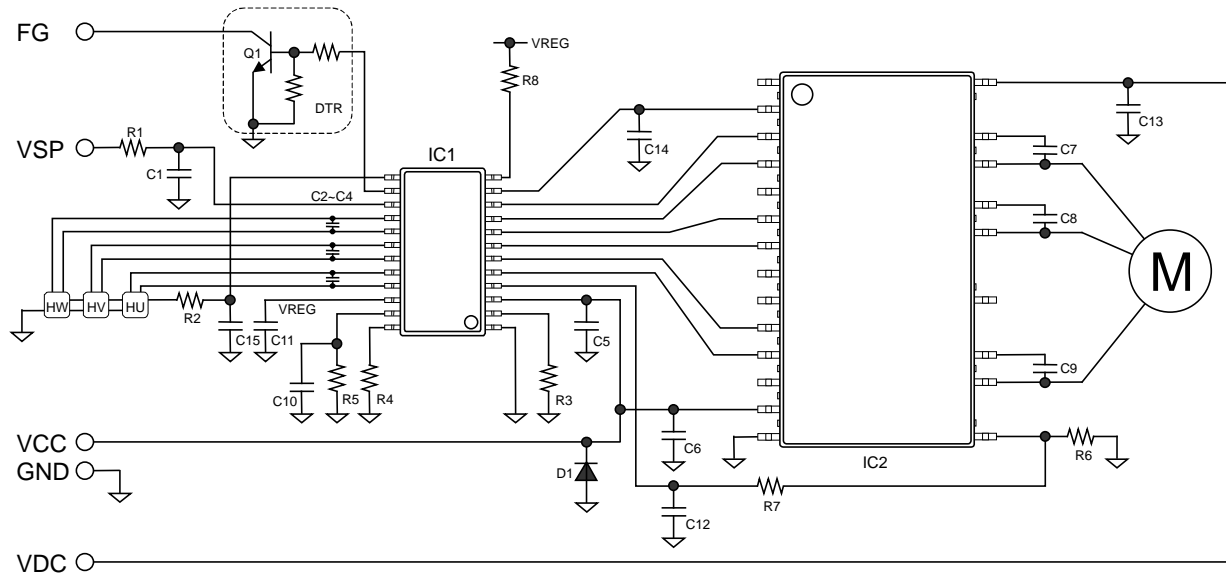 FG
Q1
DTR
VREG
R8
VSP
R1
C1
IC1
C14
C13
C7
C2~C4
C8
M
HW
HV
HU
R2
VREG
C15
C11
C5
C10
R5
R4
R3
C9
VCC
C6
R6
GND
D1
IC2
R7
C12
VDC